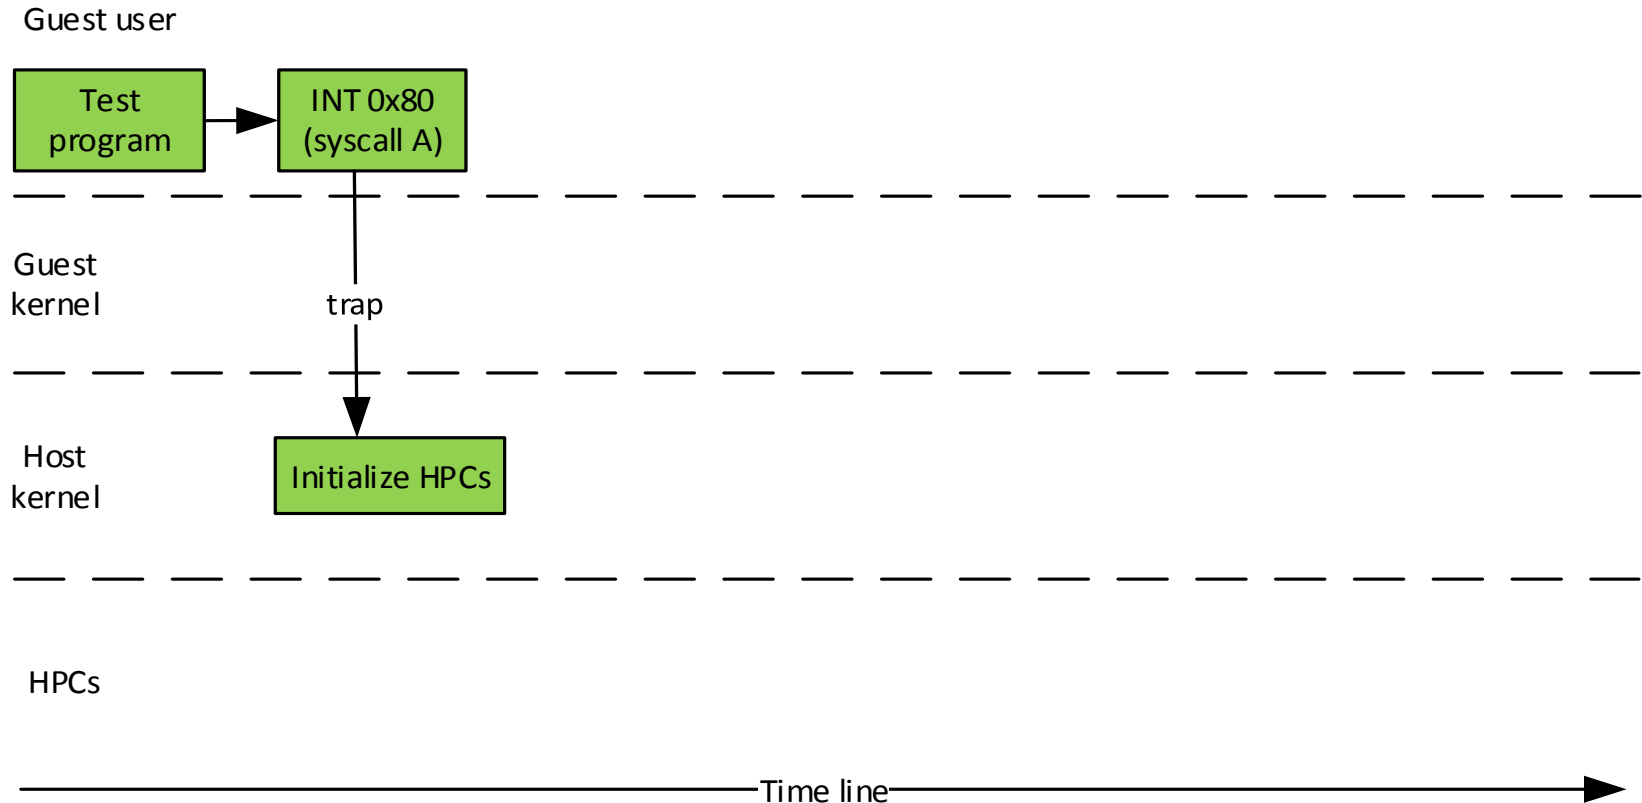 Guest user
Test
program
INT 0x80
(syscall A)
Guest
kernel
trap
Host
kernel
Initialize HPCs
HPCs
Time line